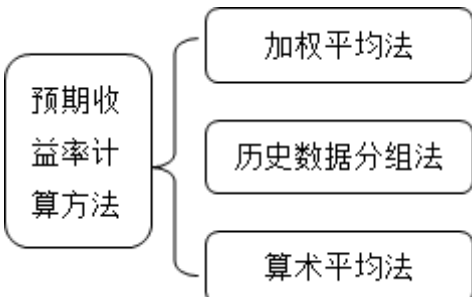 预期收
益率计
算方法
加权平均法
历史数据分组法
算术平均法